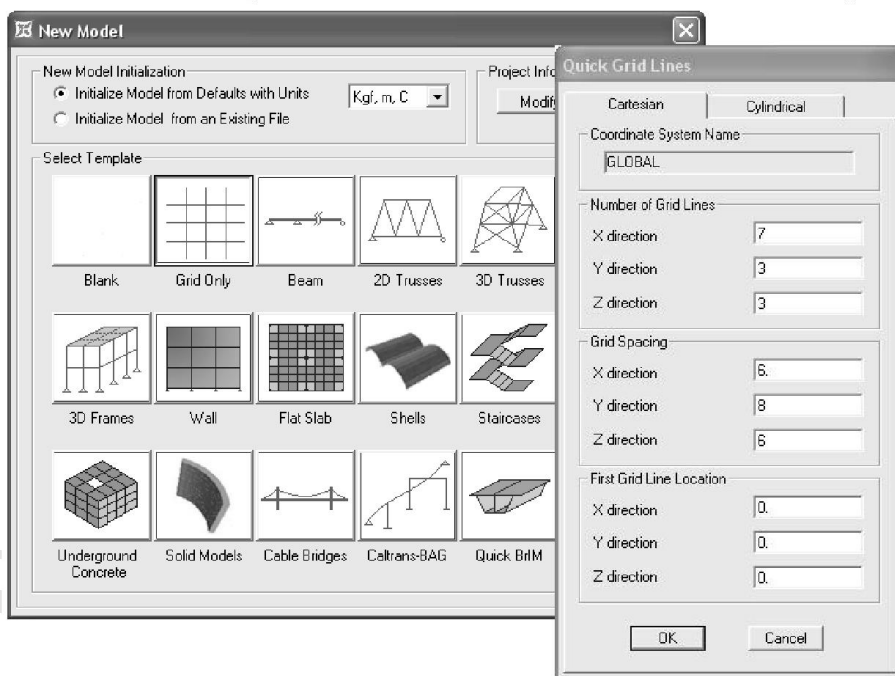 New Model
New Model Initialization
Initialize Model from Defaults with Units
Kgf, m, C
Initialize Model from an Existing File
Project Info
Modify
Select Template
Blank
Grid Only
Beam
2D Trusses
3D Trusses
3D Frames
Wall
Flat Slab
Shells
Staircases
Underground
Concrete
Solid Models
Cable Bridges
Caltrans-BAG
Quick BrIM
Quick Grid Lines
Cartesian
Cylindrical
Coordinate System Name
GLOBAL
Number of Grid Lines
X direction 7
Y direction 3
Z direction 3
Grid Spacing
X direction 6.
Y direction 8
Z direction 6
First Grid Line Location
X direction 0.
Y direction 0.
Z direction 0.
OK
Cancel